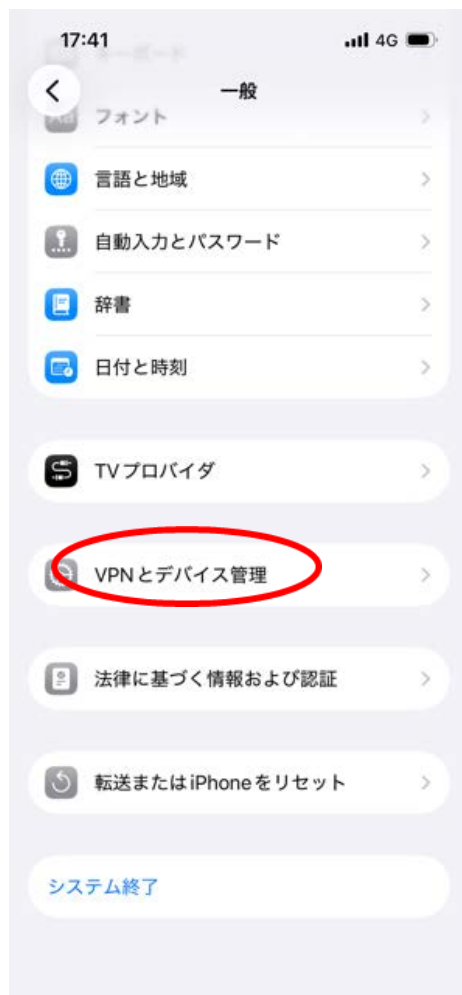 17:41
4G
一般
フォント
言語と地域
自動入力とパスワード
辞書
日付と時刻
TVプロバイダ
VPNとデバイス管理
法律に基づく情報および認証
転送またはiPhoneをリセット
システム終了